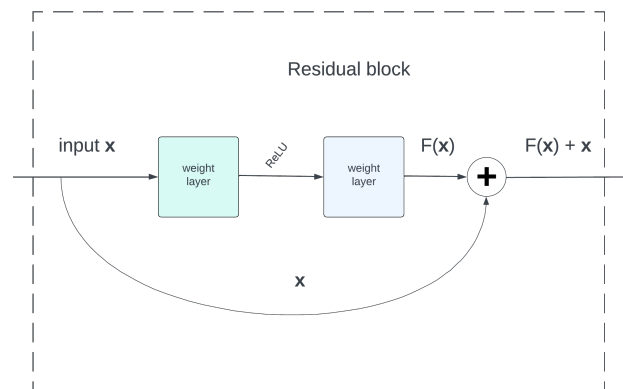 Residual block
input x
weight
layer
ReLU
weight
layer
F(x)
+
F(x) + x
x